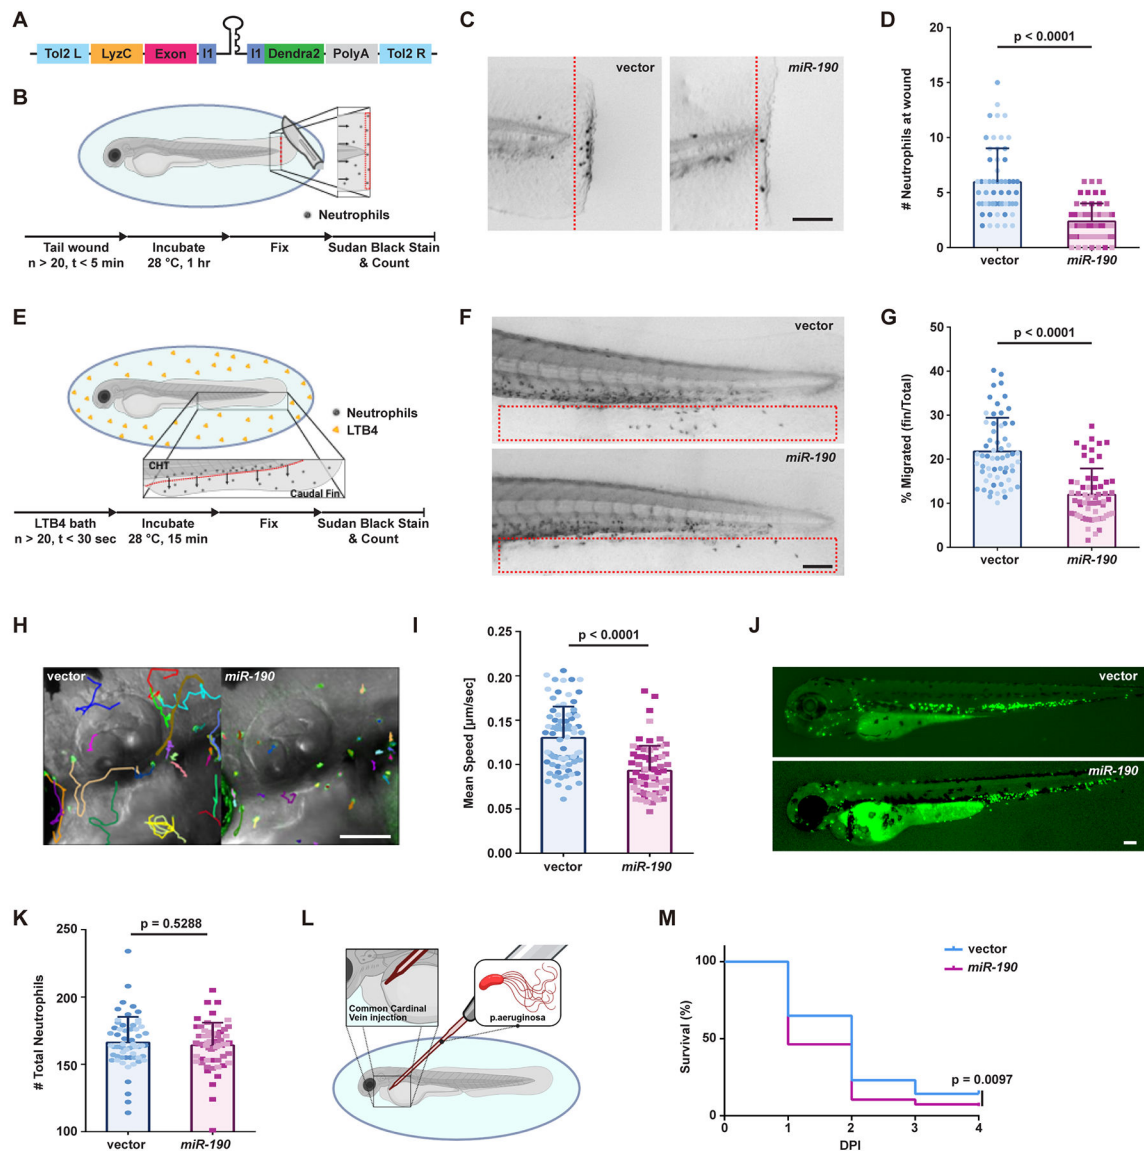 A
Tol2 L LyzC Exon I1 I1 Dendra2 PolyA Tol2 R
B
Neutrophils
Tail wound Incubate Fix Sudan Black Stain
n > 20, t < 5 min 28 °C, 1 hr & Count
C
vector miR-190
D
p < 0.0001
# Neutrophils at wound
20
15
10
5
0
vector miR-190
E
Neutrophils
LTB4
CHT
Caudal Fin
LTB4 bath Incubate Fix Sudan Black Stain
n > 20, t < 30 sec 28 °C, 15 min & Count
F
vector
miR-190
G
p < 0.0001
% Migrated (fin/Total)
50
40
30
20
10
0
vector miR-190
H
vector miR-190
I
p < 0.0001
Mean Speed [µm/sec]
0.25
0.20
0.15
0.10
0.05
0.00
vector miR-190
J
vector
miR-190
K
p = 0.5288
# Total Neutrophils
250
200
150
100
vector miR-190
L
Common Cardinal
Vein injection
p.aeruginosa
M
vector
miR-190
Survival (%)
100
50
0
p = 0.0097
0 1 2 3 4
DPI